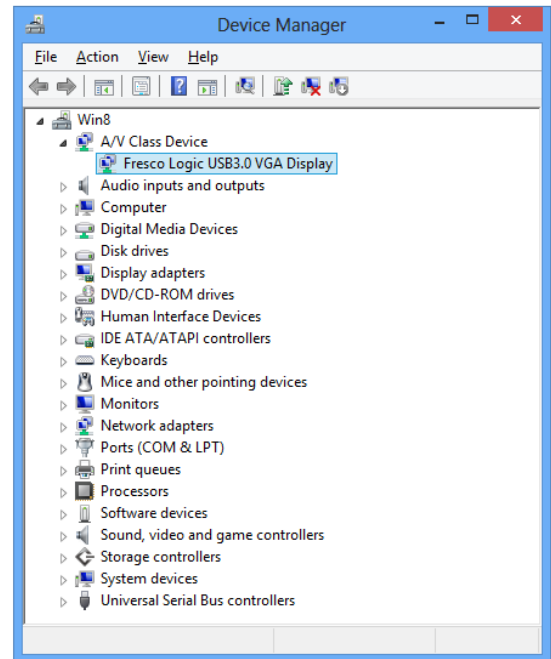 Device Manager
File Action View Help
Win8
A/V Class Device
Fresco Logic USB3.0 VGA Display
Audio inputs and outputs
Computer
Digital Media Devices
Disk drives
Display adapters
DVD/CD-ROM drives
Human Interface Devices
IDE ATA/ATAPI controllers
Keyboards
Mice and other pointing devices
Monitors
Network adapters
Ports (COM & LPT)
Print queues
Processors
Software devices
Sound, video and game controllers
Storage controllers
System devices
Universal Serial Bus controllers